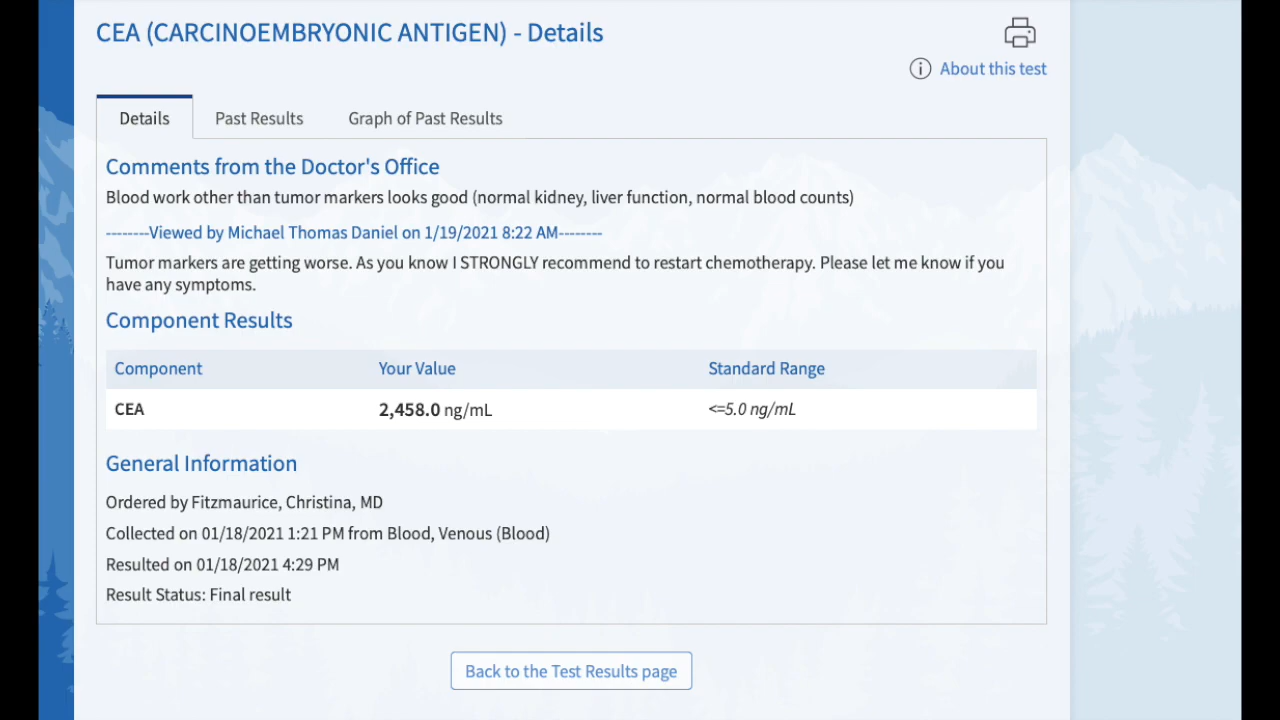 CEA (CARCINOEMBRYONIC ANTIGEN) - Details
About this test
Details
Past Results
Graph of Past Results
Comments from the Doctor's Office
Blood work other than tumor markers looks good (normal kidney, liver function, normal blood counts)
--------Viewed by Michael Thomas Daniel on 1/19/2021 8:22 AM--------
Tumor markers are getting worse. As you know I STRONGLY recommend to restart chemotherapy. Please let me know if you
have any symptoms.
Component Results
Component Your Value Standard Range
CEA 2,458.0 ng/mL <=5.0 ng/mL
General Information
Ordered by Fitzmaurice, Christina, MD
Collected on 01/18/2021 1:21 PM from Blood, Venous (Blood)
Resulted on 01/18/2021 4:29 PM
Result Status: Final result
Back to the Test Results page